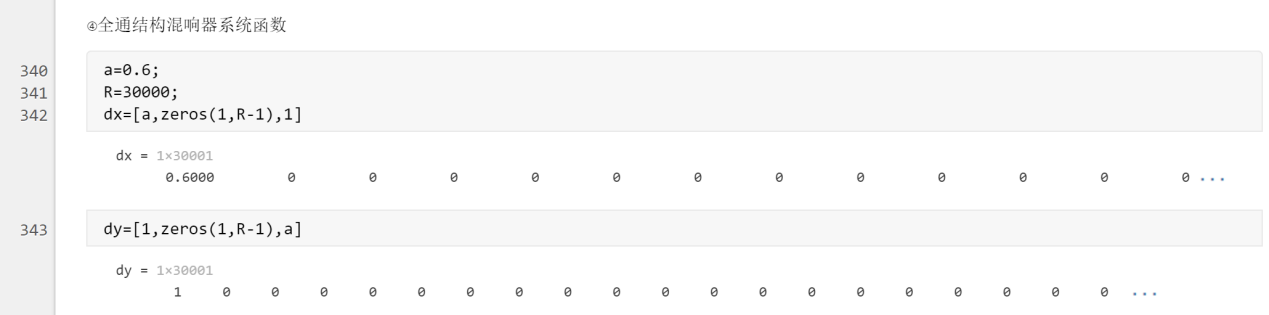 ④全通结构混响器系统函数
340 a=0.6;
341 R=30000;
342 dx=[a,zeros(1,R-1),1]
dx = 1×30001
0.6000 0 0 0 0 0 0 0 0 0 0 0 0 ...
343 dy=[1,zeros(1,R-1),a]
dy = 1×30001
1 0 0 0 0 0 0 0 0 0 0 0 0 0 0 0 0 0 0 0 ...